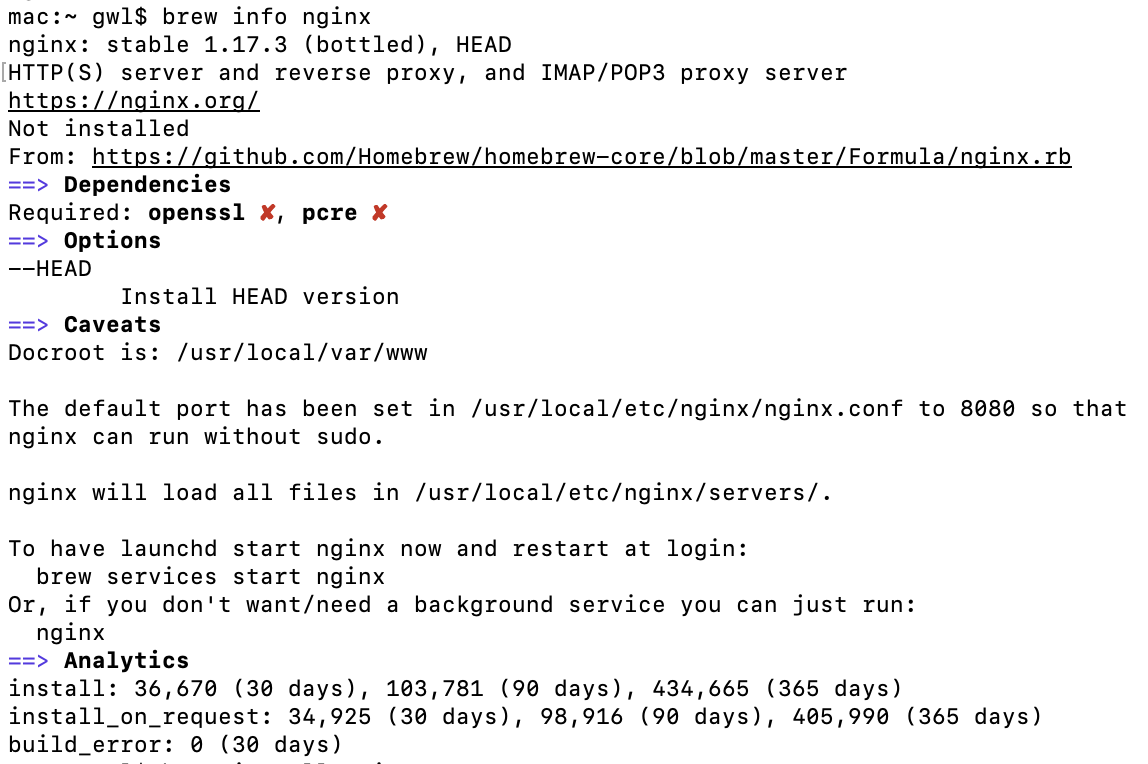 mac:~ gwl$ brew info nginx
nginx: stable 1.17.3 (bottled), HEAD
[HTTP(S) server and reverse proxy, and IMAP/POP3 proxy server
https://nginx.org/
Not installed
From: https://github.com/Homebrew/homebrew-core/blob/master/Formula/nginx.rb
==> Dependencies
Required: openssl ✘, pcre ✘
==> Options
--HEAD
Install HEAD version
==> Caveats
Docroot is: /usr/local/var/www
The default port has been set in /usr/local/etc/nginx/nginx.conf to 8080 so that
nginx can run without sudo.
nginx will load all files in /usr/local/etc/nginx/servers/.
To have launchd start nginx now and restart at login:
brew services start nginx
Or, if you don't want/need a background service you can just run:
nginx
==> Analytics
install: 36,670 (30 days), 103,781 (90 days), 434,665 (365 days)
install_on_request: 34,925 (30 days), 98,916 (90 days), 405,990 (365 days)
build_error: 0 (30 days)